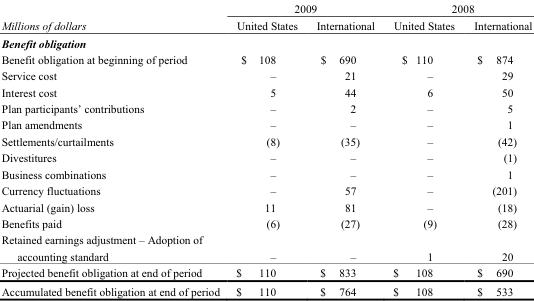 2009 2008
Millions of dollars United States International United States International
Benefit obligation
Benefit obligation at beginning of period $ 108 $ 690 $ 110 $ 874
Service cost – 21 – 29
Interest cost 5 44 6 50
Plan participants’ contributions – 2 – 5
Plan amendments – – – 1
Settlements/curtailments (8) (35) – (42)
Divestitures – – – (1)
Business combinations – – – 1
Currency fluctuations – 57 – (201)
Actuarial (gain) loss 11 81 – (18)
Benefits paid (6) (27) (9) (28)
Retained earnings adjustment – Adoption of
accounting standard – – 1 20
Projected benefit obligation at end of period $ 110 $ 833 $ 108 $ 690
Accumulated benefit obligation at end of period $ 110 $ 764 $ 108 $ 533